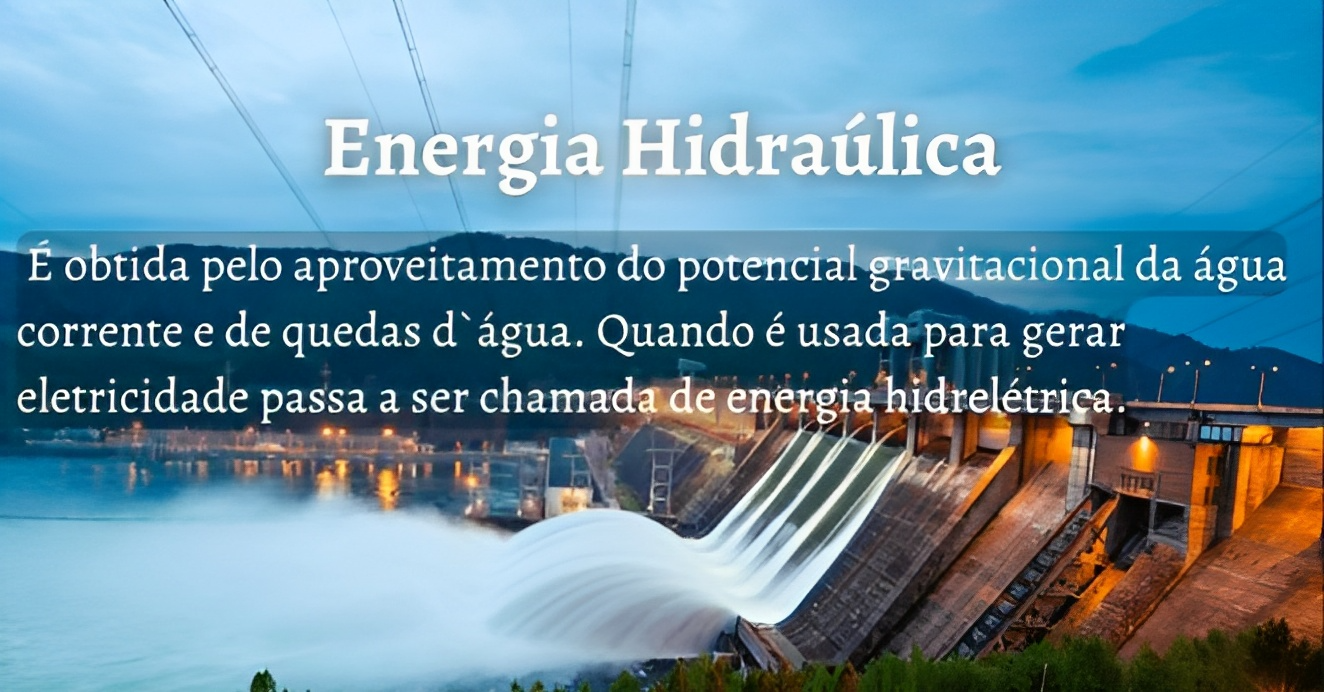 Energia Hidraúlica
É obtida pelo aproveitamento do potencial gravitacional da água
corrente e de quedas d`água. Quando é usada para gerar
eletricidade passa a ser chamada de energia hidrelétrica.